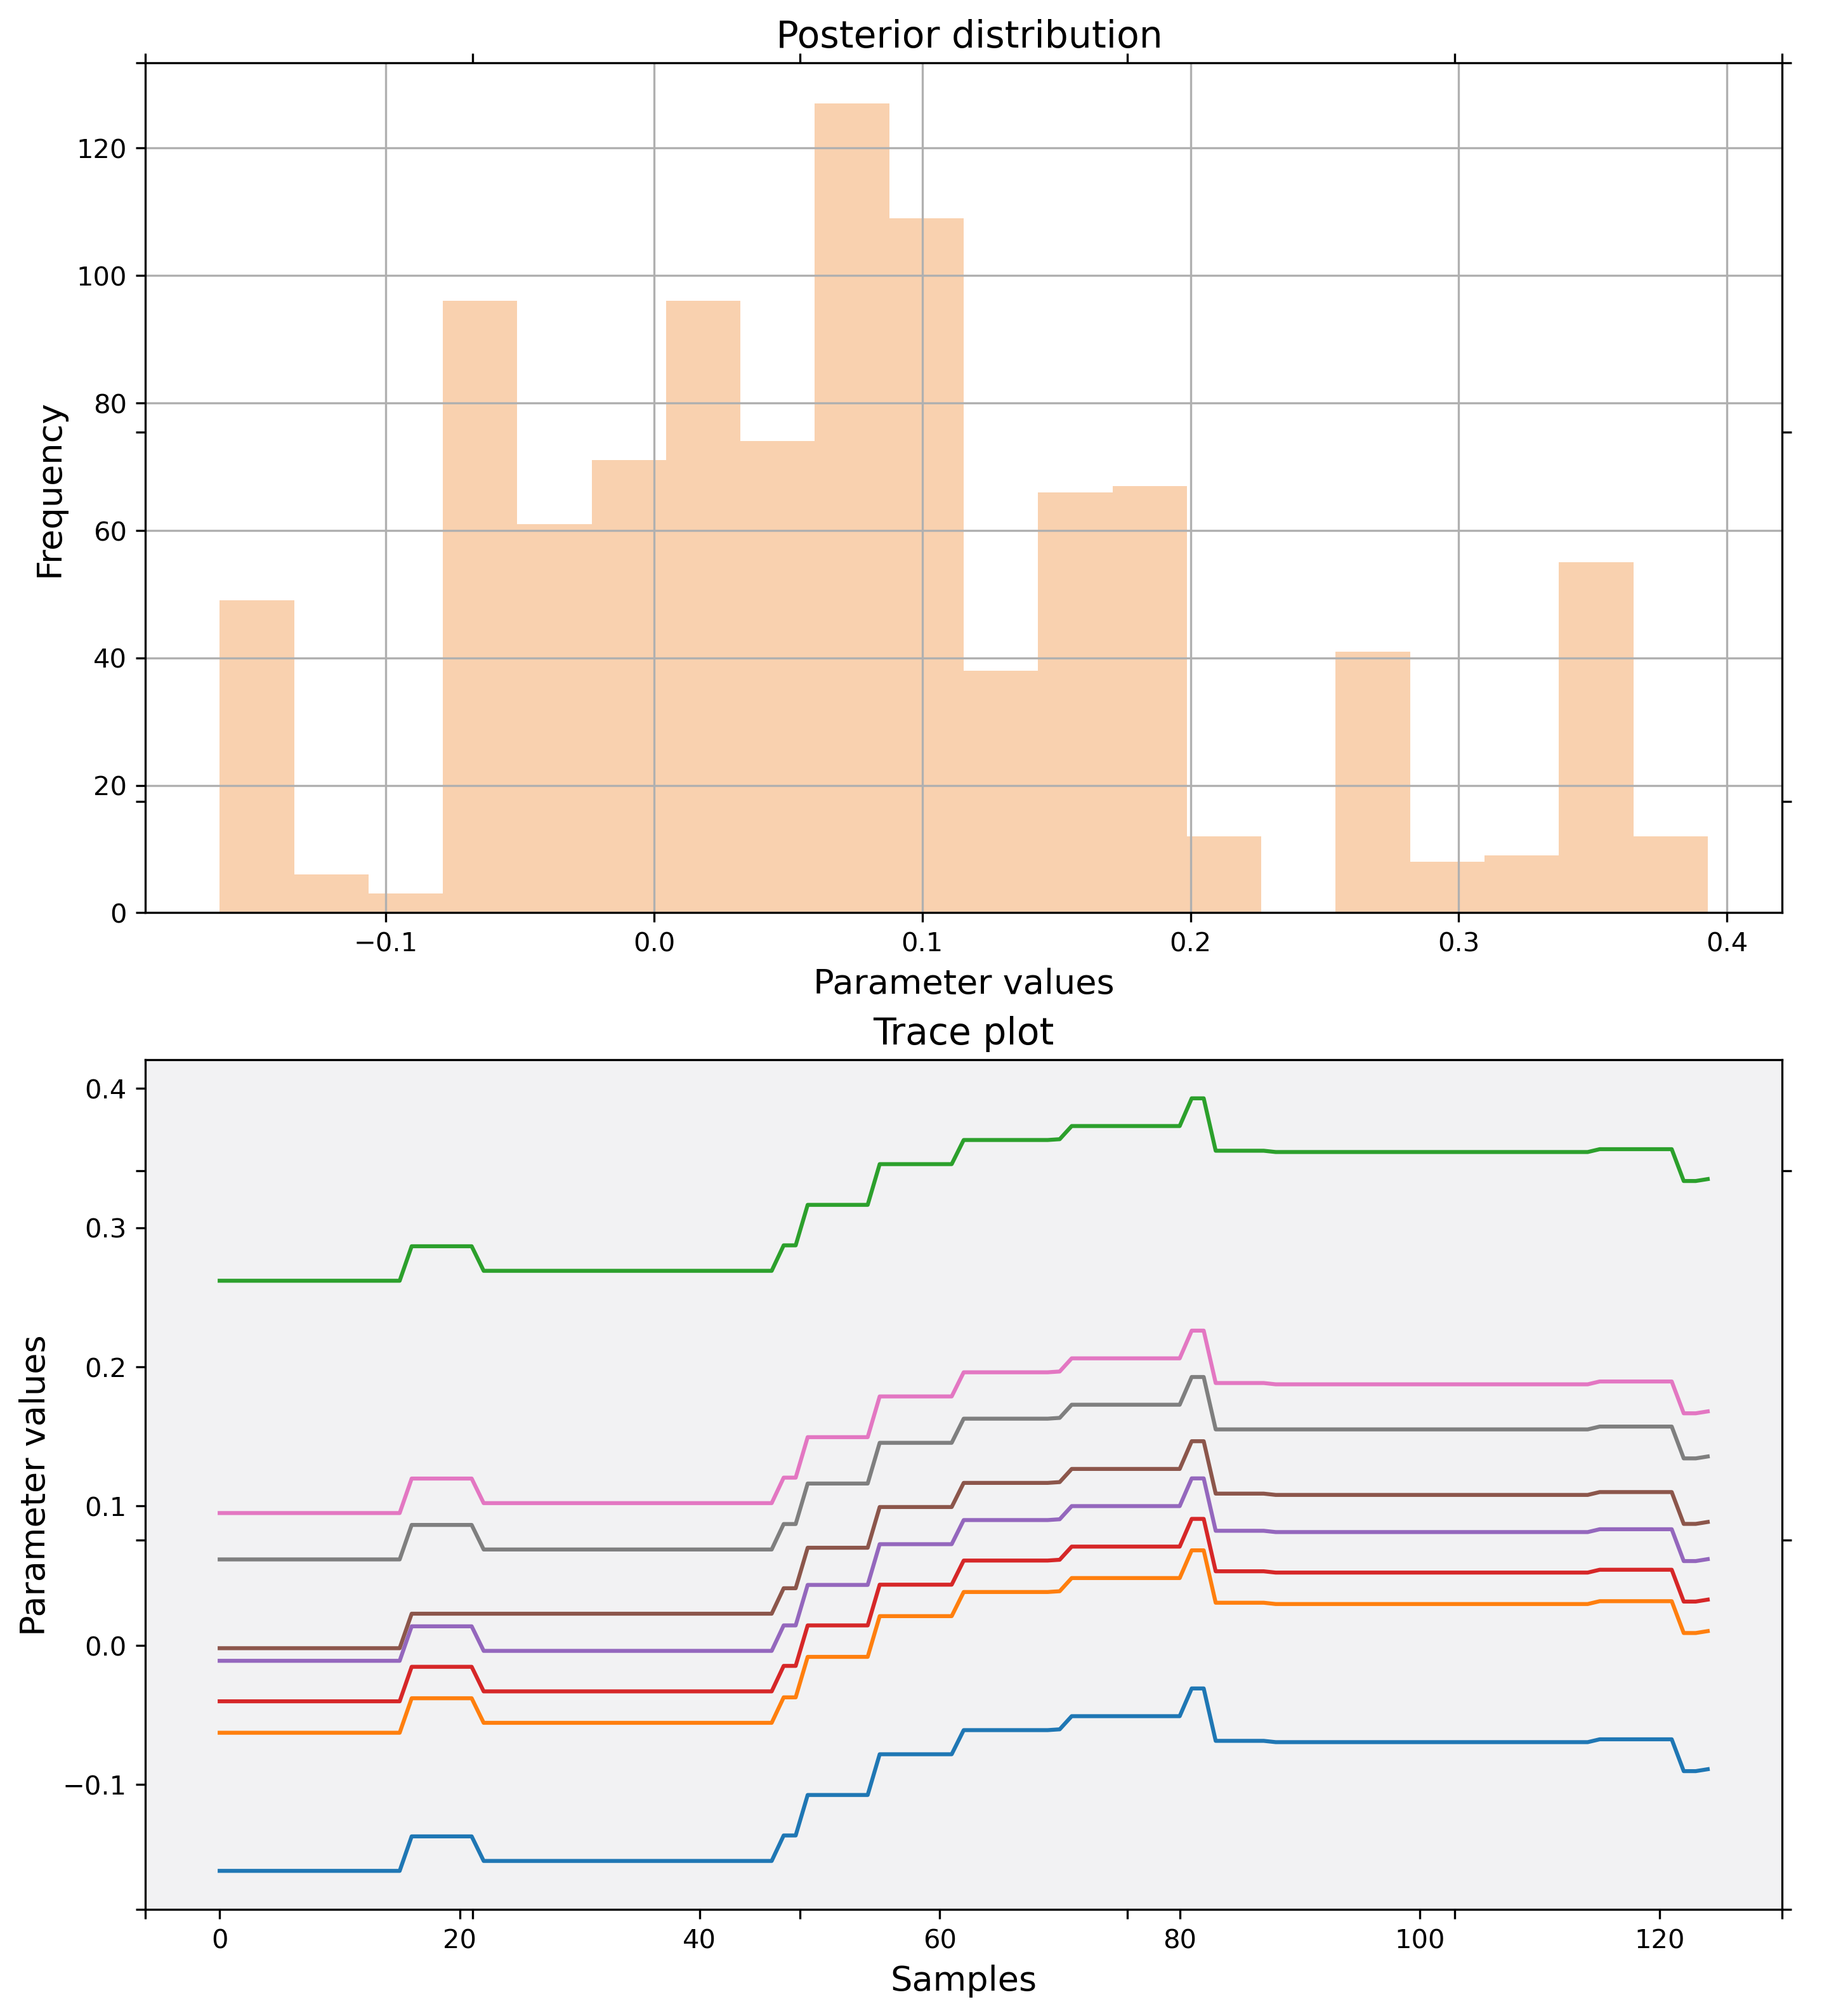 Posterior distribution
120
100
80
60
40
20
0
Frequency
−0.1 0.0 0.1 0.2 0.3 0.4
Parameter values
Trace plot
0.4
0.3
0.2
0.1
0.0
−0.1
Parameter values
0 20 40 60 80 100 120
Samples